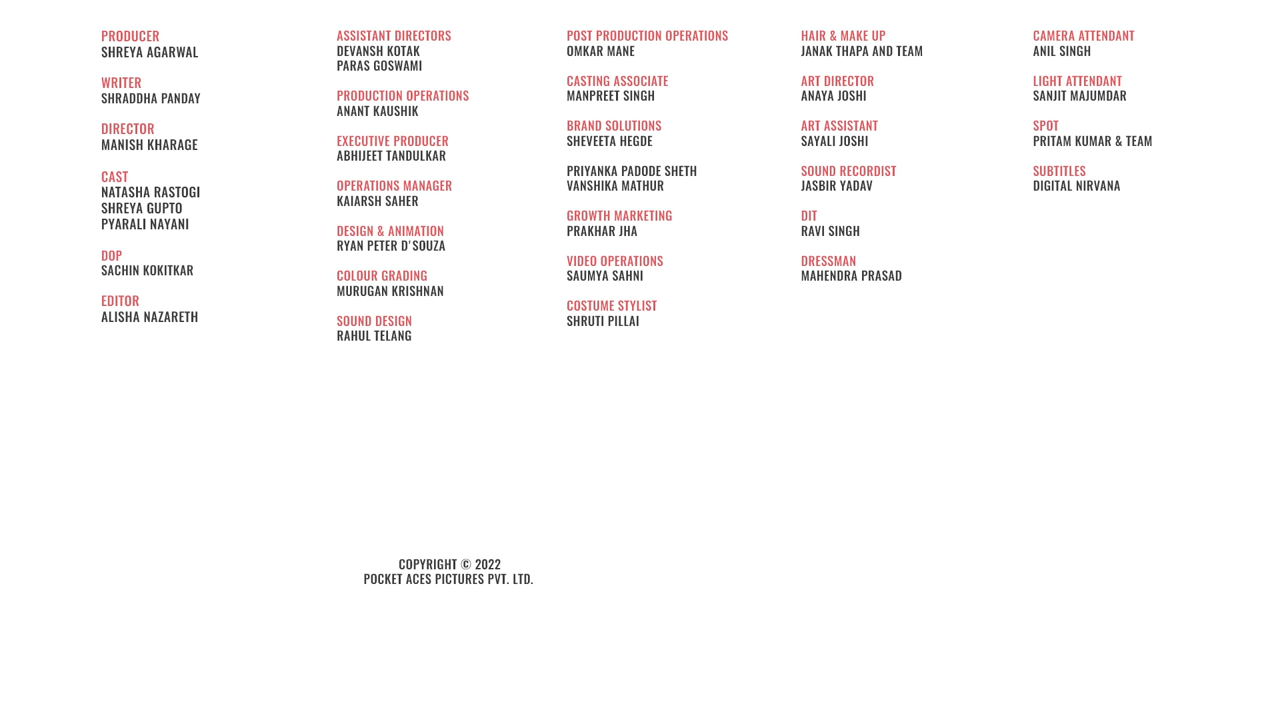 PRODUCER
SHREYA AGARWAL
WRITER
SHRADDHA PANDAY
DIRECTOR
MANISH KHARAGE
CAST
NATASHA RASTOGI
SHREYA GUPTO
PYARALI NAYANI
DOP
SACHIN KOKITKAR
EDITOR
ALISHA NAZARETH
ASSISTANT DIRECTORS
DEVANSH KOTAK
PARAS GOSWAMI
PRODUCTION OPERATIONS
ANANT KAUSHIK
EXECUTIVE PRODUCER
ABHIJEET TANDULKAR
OPERATIONS MANAGER
KAIARSH SAHER
DESIGN & ANIMATION
RYAN PETER D'SOUZA
COLOUR GRADING
MURUGAN KRISHNAN
SOUND DESIGN
RAHUL TELANG
POST PRODUCTION OPERATIONS
OMKAR MANE
CASTING ASSOCIATE
MANPREET SINGH
BRAND SOLUTIONS
SHEVEETA HEGDE
PRIYANKA PADODE SHETH
VANSHIKA MATHUR
GROWTH MARKETING
PRAKHAR JHA
VIDEO OPERATIONS
SAUMYA SAHNI
COSTUME STYLIST
SHRUTI PILLAI
HAIR & MAKE UP
JANAK THAPA AND TEAM
ART DIRECTOR
ANAYA JOSHI
ART ASSISTANT
SAYALI JOSHI
SOUND RECORDIST
JASBIR YADAV
DIT
RAVI SINGH
DRESSMAN
MAHENDRA PRASAD
CAMERA ATTENDANT
ANIL SINGH
LIGHT ATTENDANT
SANJIT MAJUMDAR
SPOT
PRITAM KUMAR & TEAM
SUBTITLES
DIGITAL NIRVANA
COPYRIGHT © 2022
POCKET ACES PICTURES PVT. LTD.